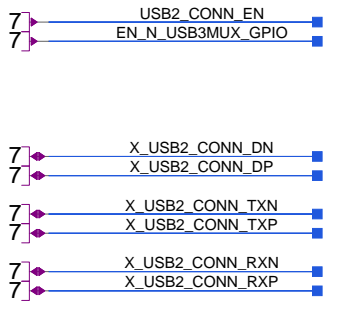 7 USB2_CONN_EN
7 EN_N_USB3MUX_GPIO
7 X_USB2_CONN_DN
7 X_USB2_CONN_DP
7 X_USB2_CONN_TXN
7 X_USB2_CONN_TXP
7 X_USB2_CONN_RXN
7 X_USB2_CONN_RXP